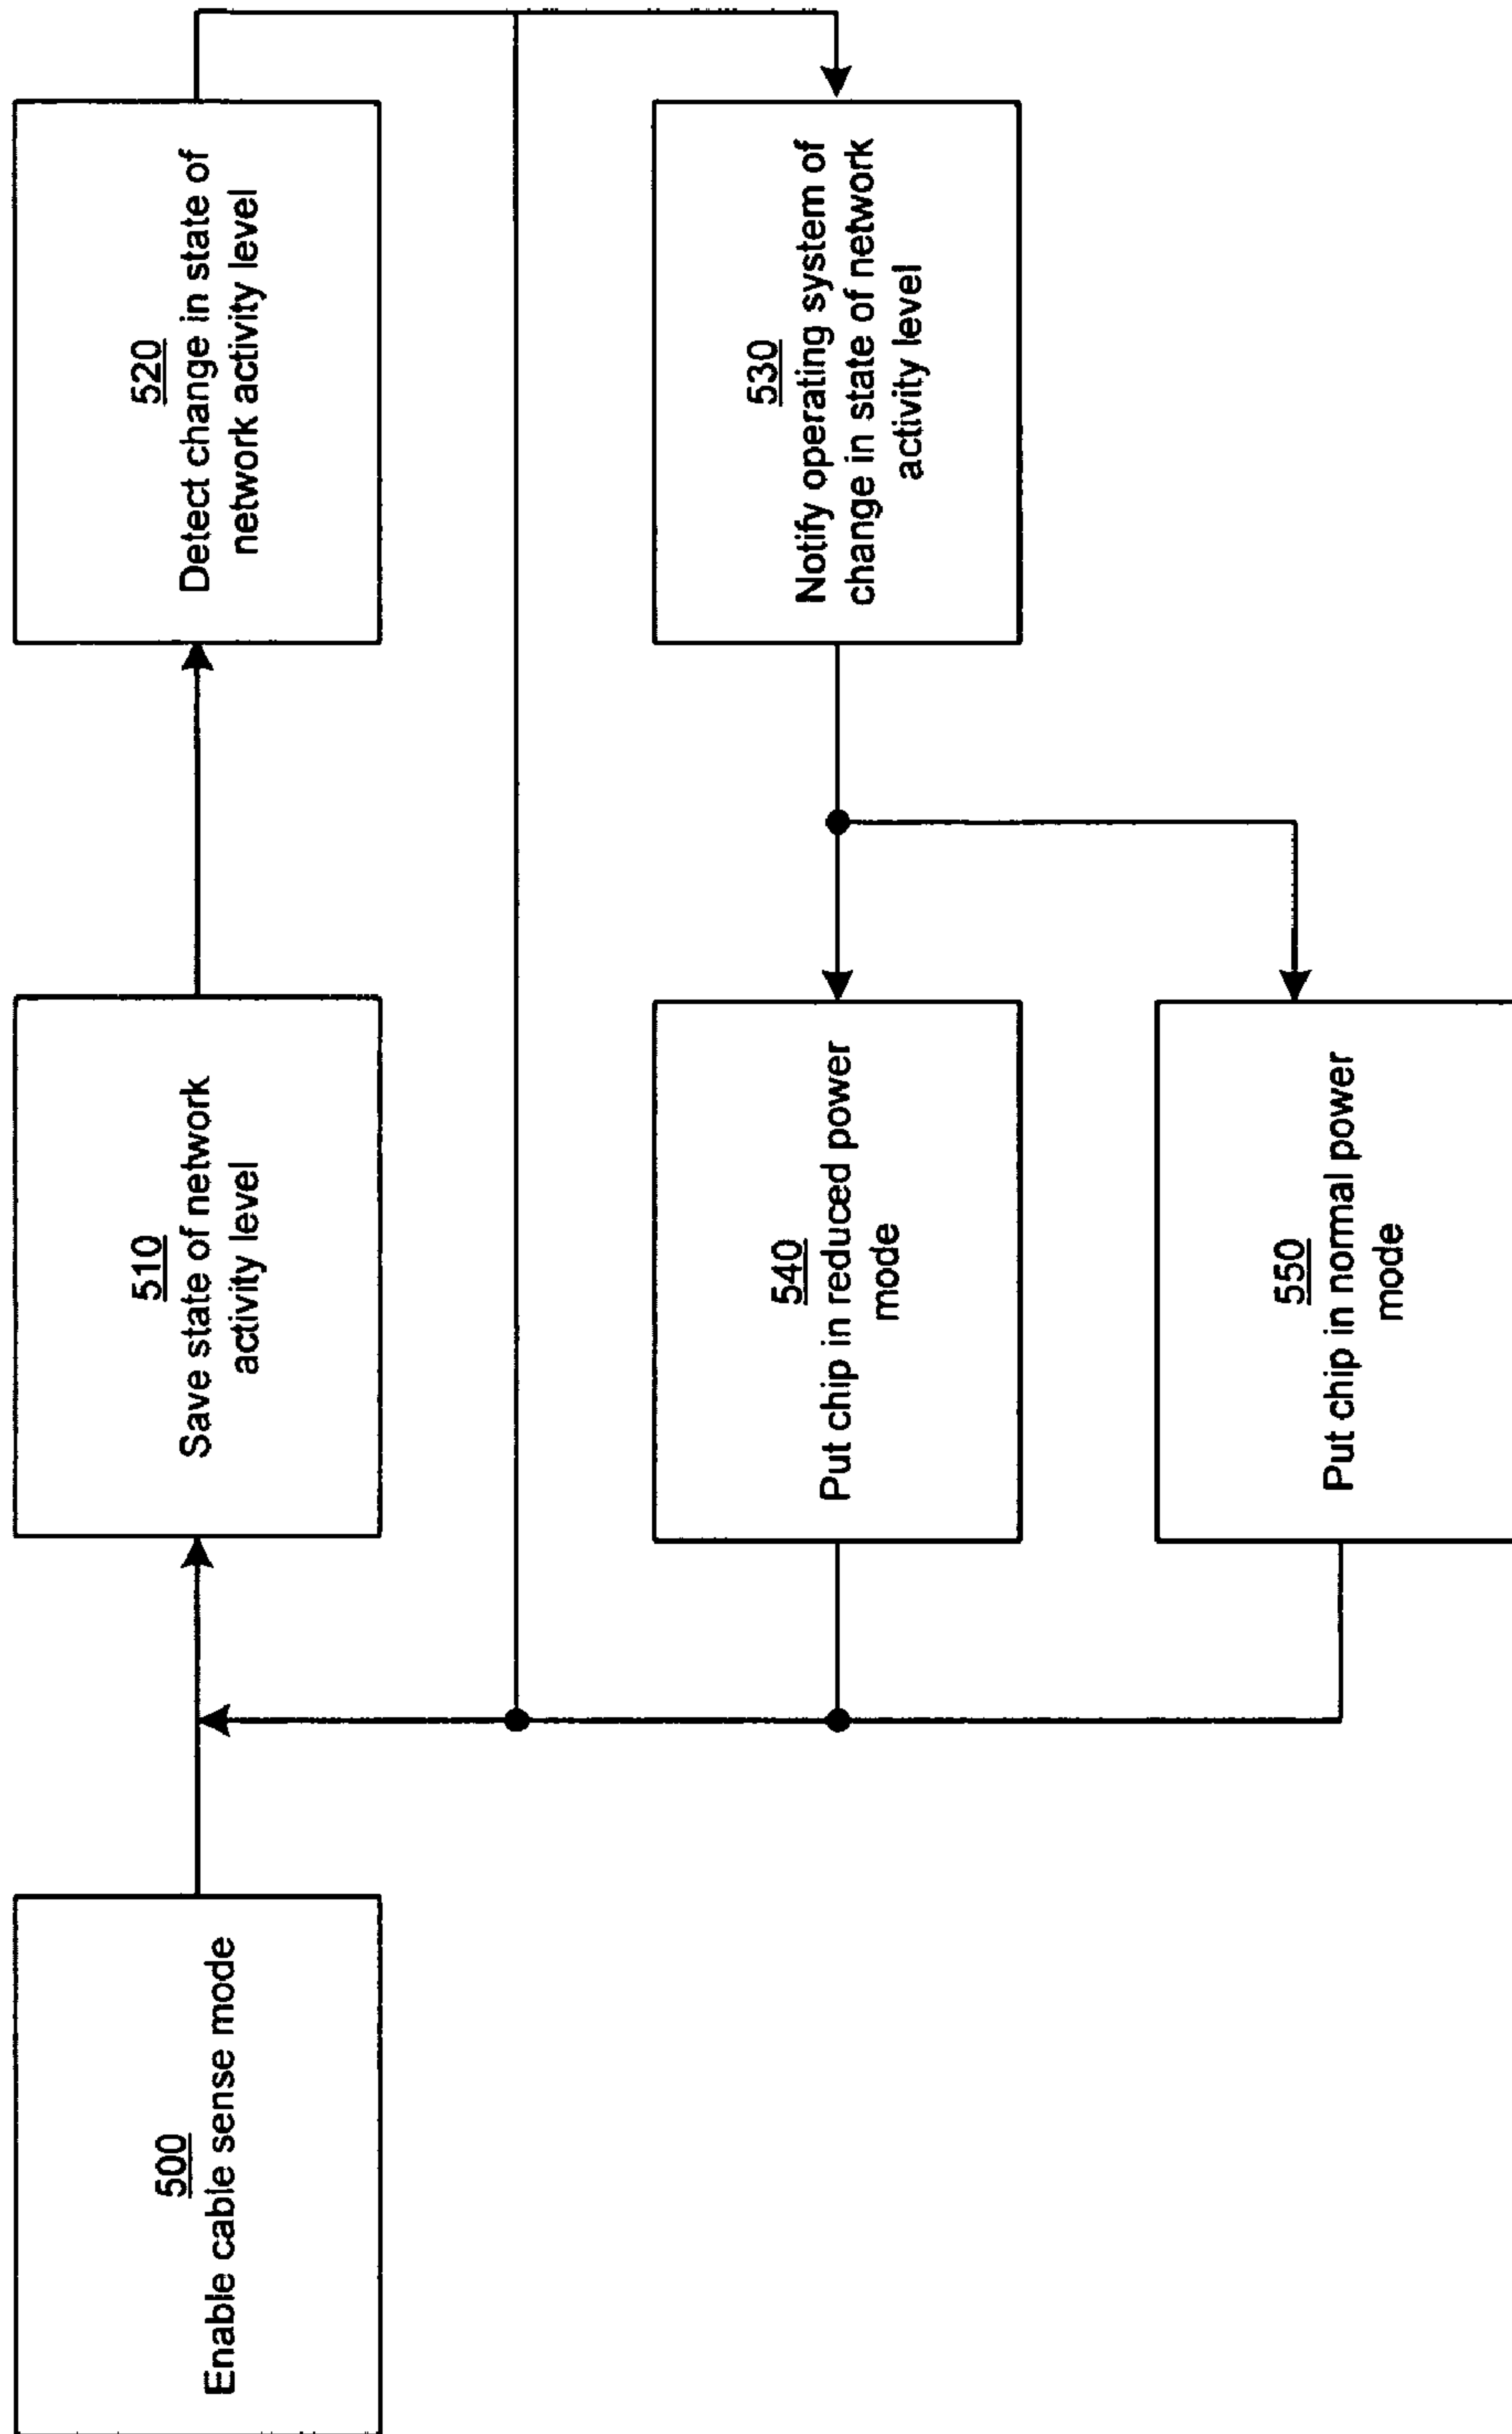 500
Enable cable sense mode
510
Save state of network
activity level
520
Detect change in state of
network activity level
530
Notify operating system of
change in state of network
activity level
540
Put chip in reduced power
mode
550
Put chip in normal power
mode